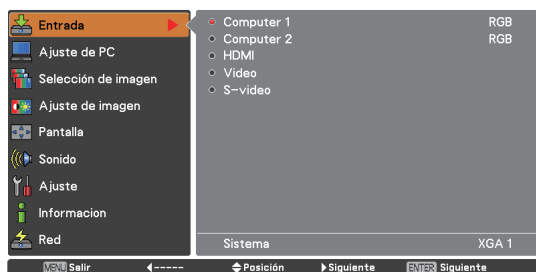 Entrada
Ajuste de PC
Selección de imagen
Ajuste de imagen
Pantalla
Sonido
Ajuste
Informacion
Red
Computer 1 RGB
Computer 2 RGB
HDMI
Video
S-video
Sistema XGA 1
MENU Salir ----- Posición Siguiente ENTER Siguiente